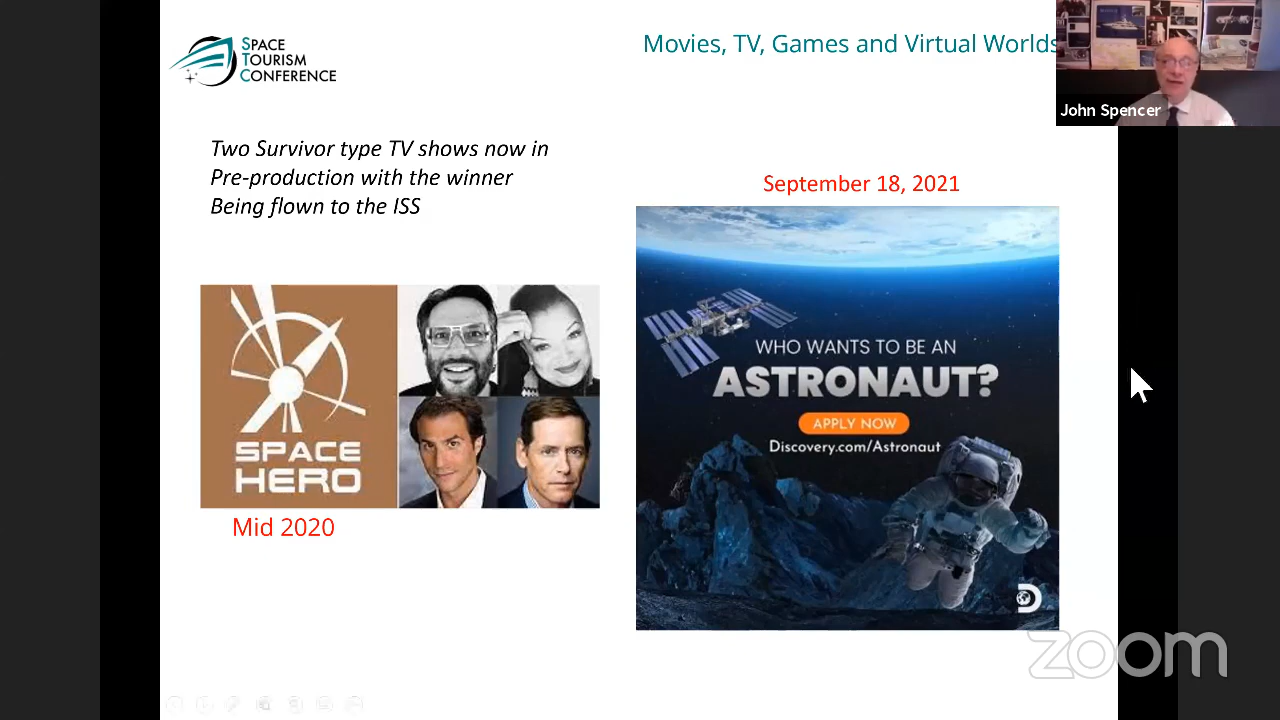 SPACE
TOURISM
CONFERENCE
Movies, TV, Games and Virtual Worlds
John Spencer
Two Survivor type TV shows now in
Pre-production with the winner
Being flown to the ISS
September 18, 2021
SPACE
HERO
Mid 2020
WHO WANTS TO BE AN
ASTRONAUT?
APPLY NOW
Discovery.com/Astronaut
D
zoom